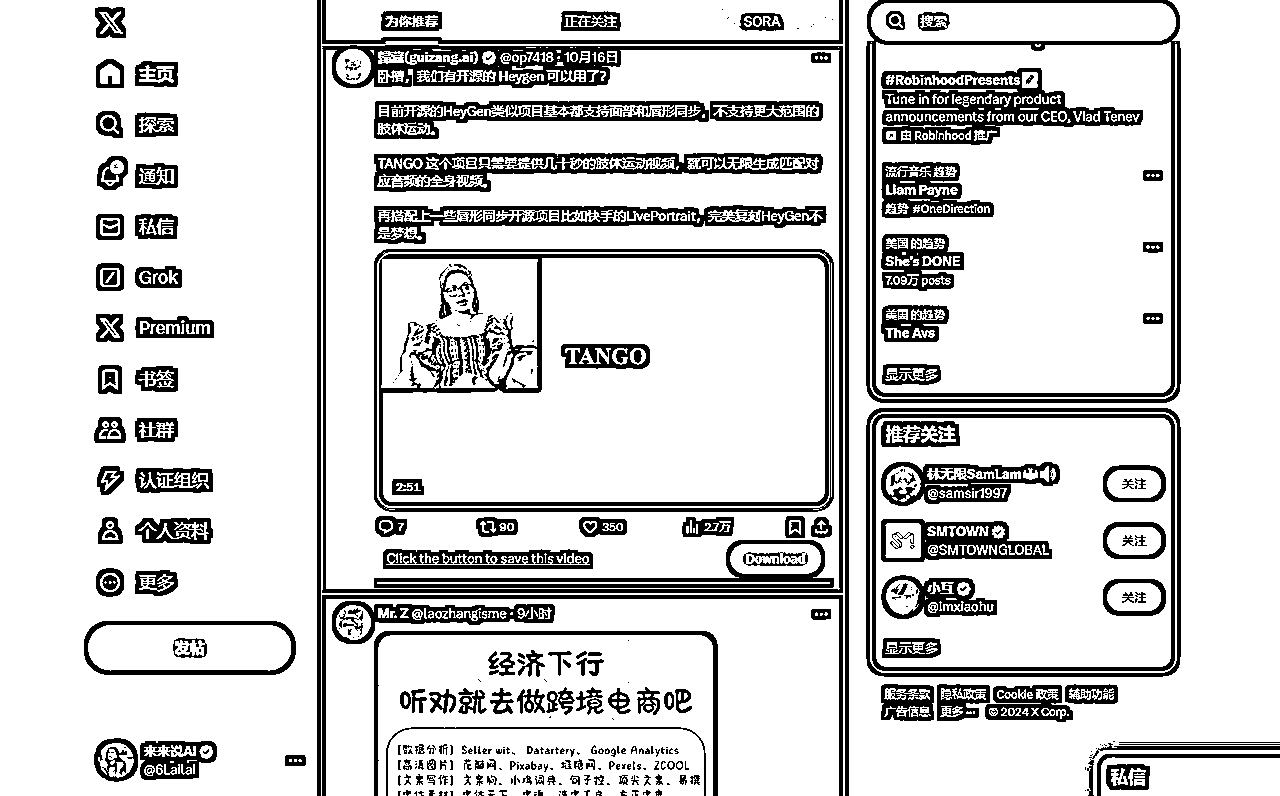 主页
探索
通知
私信
Grok
Premium
书签
社群
认证组织
个人资料
更多
发帖
来来说AI
@6Lailai
为你推荐
正在关注
SORA
歸藏(guizang.ai) @op7418 · 10月16日
卧槽，我们有开源的 Heygen 可以用了？
目前开源的HeyGen类似项目基本都支持面部和唇形同步，不支持更大范围的
肢体运动。
TANGO 这个项目只需要提供几十秒的肢体运动视频，就可以无限生成匹配对
应音频的全身视频。
再搭配上一些唇形同步开源项目比如快手的LivePortrait，完美复刻HeyGen不
是梦想。
TANGO
2:51
7 90 350 2.7万
Click the button to save this video Download
Mr. Z @laozhangisme · 9小时
经济下行
听劝就去做跨境电商吧
[数据分析] Seller wit、Datartery、Google Analytics
[高清图片] 花瓣网、Pixabay、堆糖网、Pexels、ZCOOL
[文案写作] 文案狗、小鸡词典、句子控、顶尖文案、易撰
搜索
#RobinhoodPresents
Tune in for legendary product
announcements from our CEO, Vlad Tenev
由 Robinhood 推广
流行音乐 趋势
Liam Payne
趋势 #OneDirection
美国 的趋势
She's DONE
7.09万 posts
美国 的趋势
The Avs
显示更多
推荐关注
林无限SamLam
@samsir1997
关注
SMTOWN
@SMTOWNGLOBAL
关注
小互
@imxiaohu
关注
显示更多
服务条款 隐私政策 Cookie 政策 辅助功能
广告信息 更多 ··· © 2024 X Corp.
私信